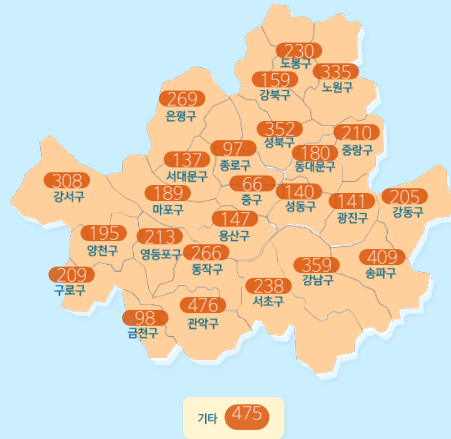 230
도봉구
335
노원구
159
강북구
269
은평구
352
성북구
210
중랑구
97
종로구
180
동대문구
137
서대문구
308
강서구
189
마포구
66
중구
140
성동구
141
광진구
205
강동구
147
용산구
195
양천구
213
영등포구
266
동작구
409
송파구
359
강남구
209
구로구
238
서초구
476
관악구
98
금천구
기타 475